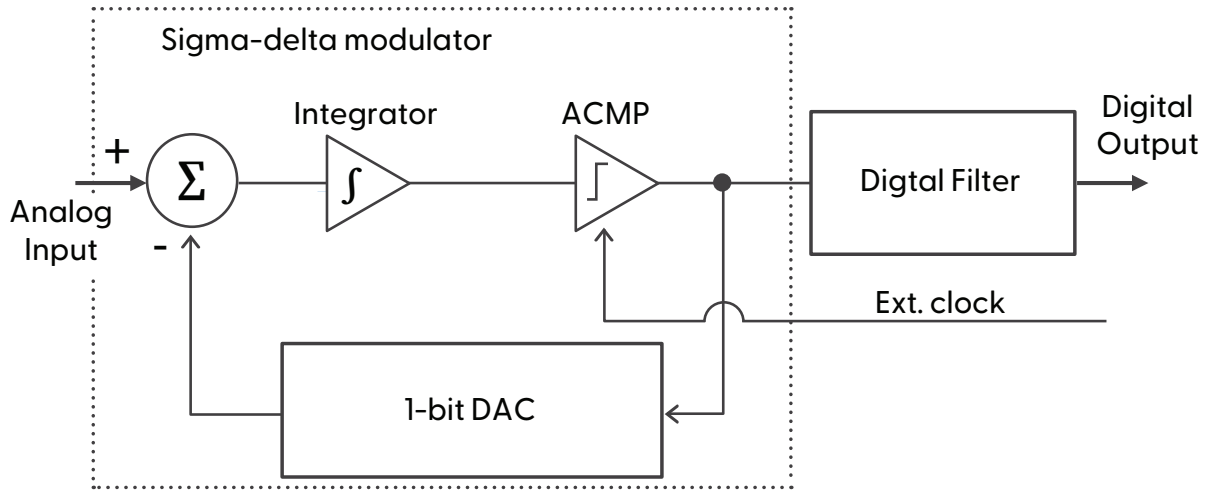 Sigma-delta modulator
Integrator
ACMP
Digital
Output
+
Σ
∫
Digtal Filter
Analog
Input
-
Ext. clock
1-bit DAC